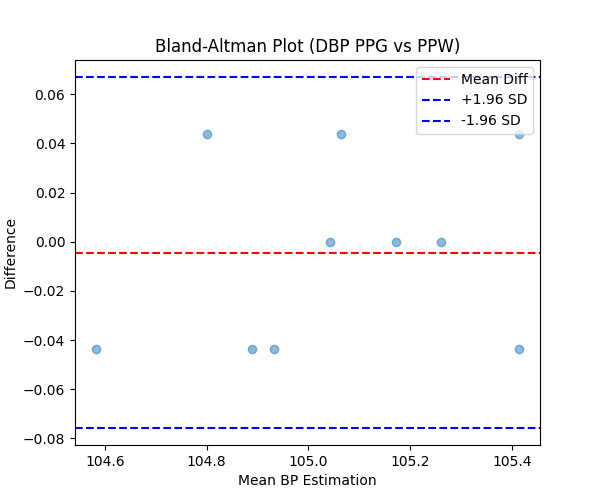 Bland-Altman Plot (DBP PPG vs PPW)
Mean Diff
+1.96 SD
-1.96 SD
Difference
0.06
0.04
0.02
0.00
−0.02
−0.04
−0.06
−0.08
104.6 104.8 105.0 105.2 105.4
Mean BP Estimation